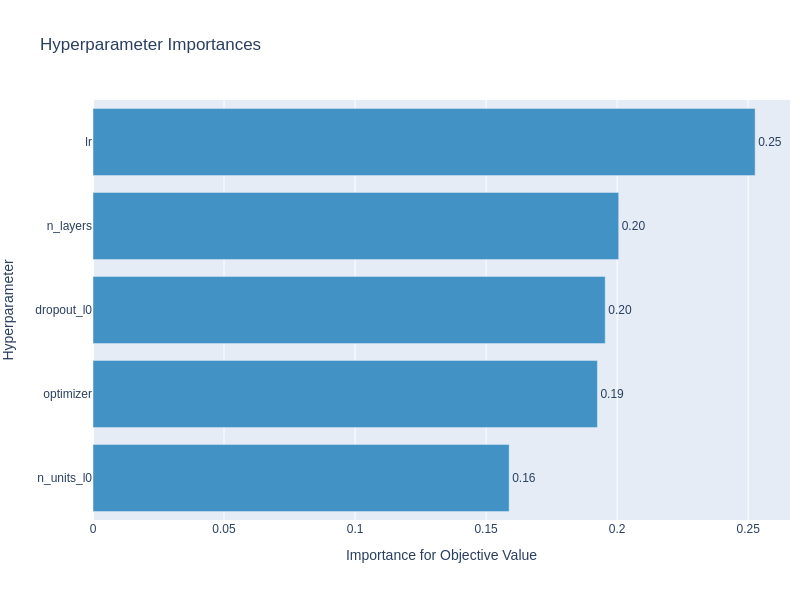 Hyperparameter Importances
Hyperparameter
lr
0.25
n_layers
0.20
dropout_l0
0.20
optimizer
0.19
n_units_l0
0.16
0
0.05
0.1
0.15
0.2
0.25
Importance for Objective Value